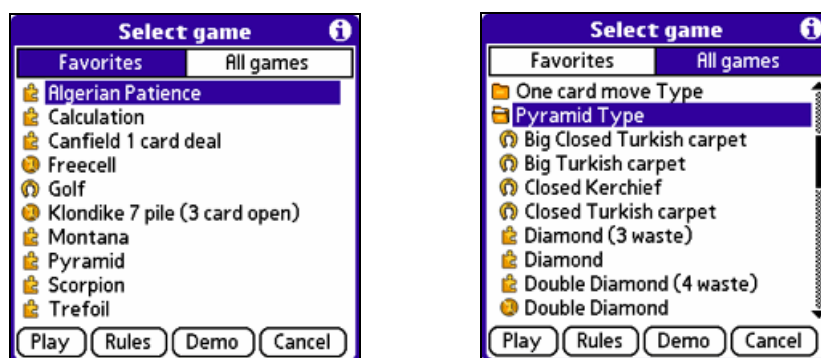 Select game
Favorites All games
Algerian Patience
Calculation
Canfield 1 card deal
Freecell
Golf
Klondike 7 pile (3 card open)
Montana
Pyramid
Scorpion
Trefoil
Play Rules Demo Cancel
Select game
Favorites All games
One card move Type
Pyramid Type
Big Closed Turkish carpet
Big Turkish carpet
Closed Kerchief
Closed Turkish carpet
Diamond (3 waste)
Diamond
Double Diamond (4 waste)
Double Diamond
Play Rules Demo Cancel